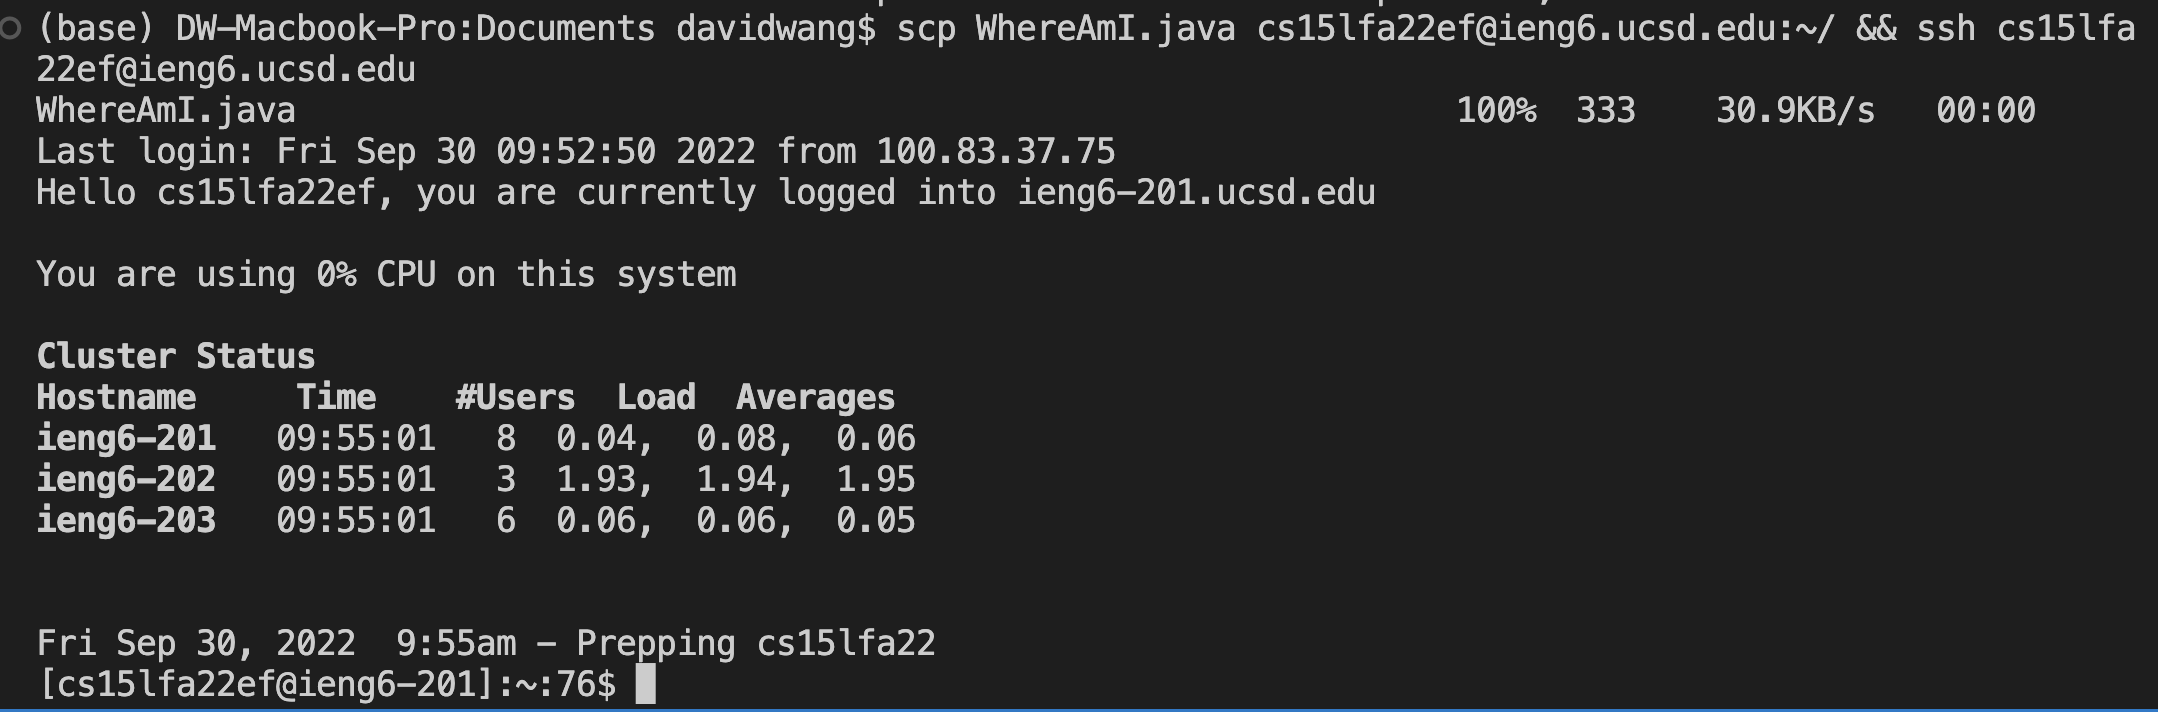 (base) DW-Macbook-Pro:Documents davidwang$ scp WhereAmI.java cs15lfa22ef@ieng6.ucsd.edu:~/ && ssh cs15lfa
22ef@ieng6.ucsd.edu
WhereAmI.java 100% 333 30.9KB/s 00:00
Last login: Fri Sep 30 09:52:50 2022 from 100.83.37.75
Hello cs15lfa22ef, you are currently logged into ieng6-201.ucsd.edu
You are using 0% CPU on this system
Cluster Status
Hostname Time #Users Load Averages
ieng6-201 09:55:01 8 0.04, 0.08, 0.06
ieng6-202 09:55:01 3 1.93, 1.94, 1.95
ieng6-203 09:55:01 6 0.06, 0.06, 0.05
Fri Sep 30, 2022 9:55am - Prepping cs15lfa22
[cs15lfa22ef@ieng6-201]:~:76$